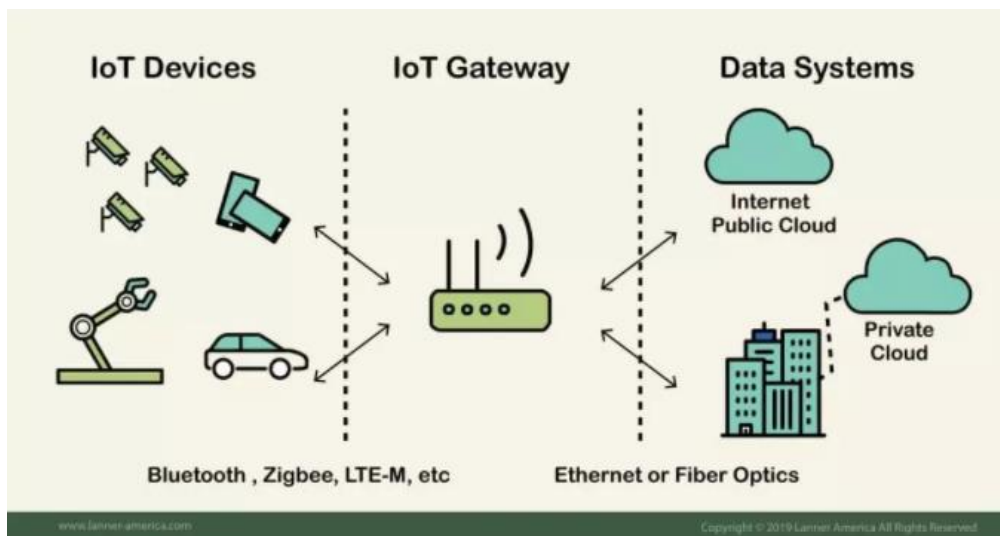 IoT Devices
IoT Gateway
Data Systems
Internet
Public Cloud
Private
Cloud
Bluetooth , Zigbee, LTE-M, etc
Ethernet or Fiber Optics
www.lanner-america.com
Copyright © 2019 Lanner America All Rights Reserved